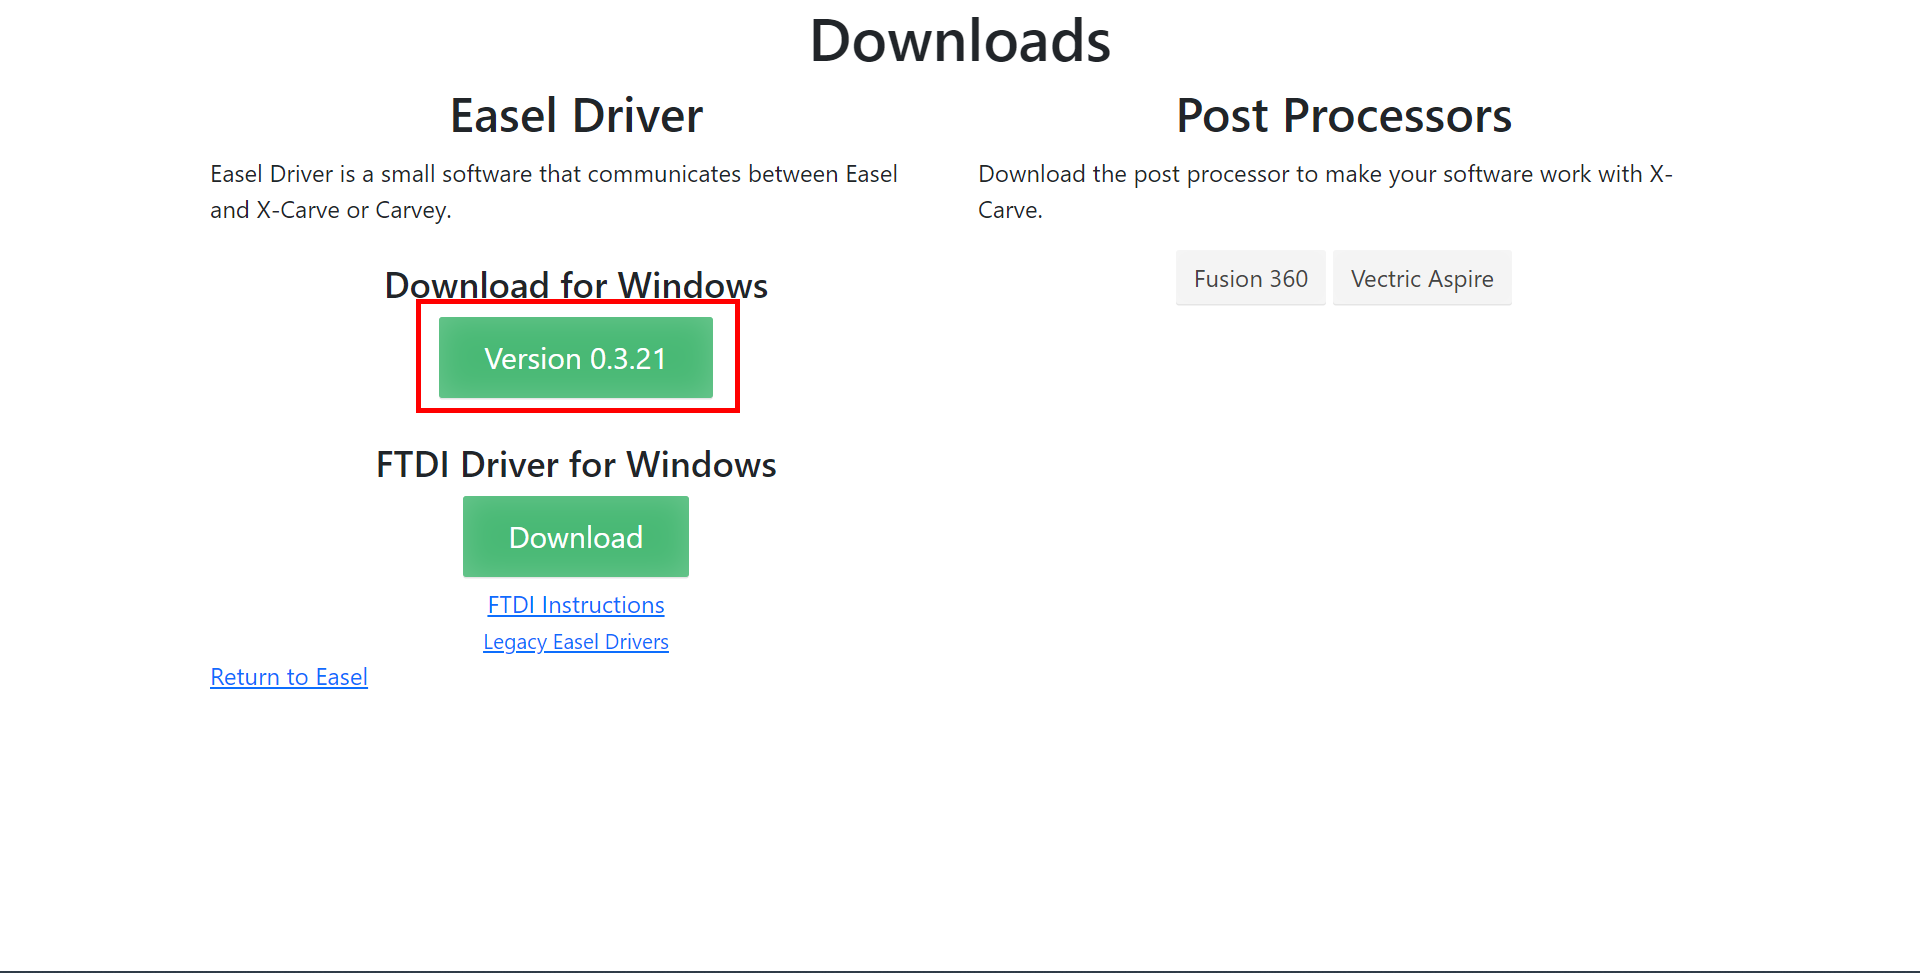 Downloads
Easel Driver
Easel Driver is a small software that communicates between Easel
and X-Carve or Carvey.
Download for Windows
Version 0.3.21
FTDI Driver for Windows
Download
FTDI Instructions
Legacy Easel Drivers
Return to Easel
Post Processors
Download the post processor to make your software work with X-
Carve.
Fusion 360
Vectric Aspire